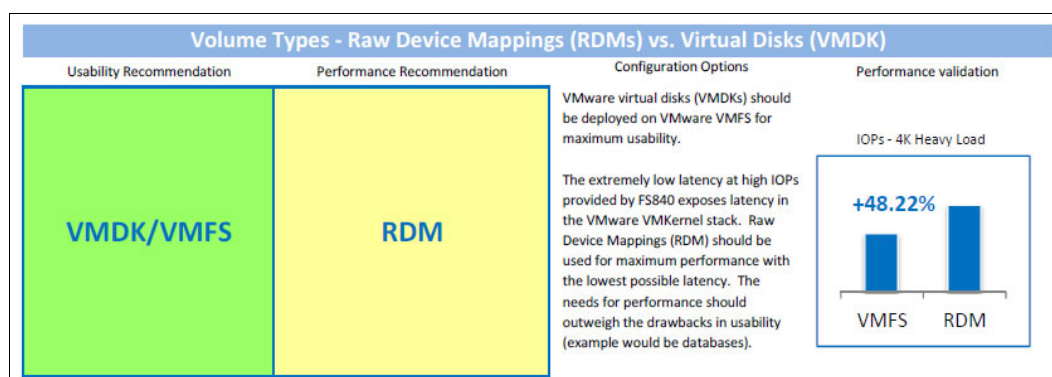 Volume Types - Raw Device Mappings (RDMs) vs. Virtual Disks (VMDK)
Usability Recommendation
Performance Recommendation
Configuration Options
Performance validation
VMDK/VMFS
RDM
VMware virtual disks (VMDKs) should
be deployed on VMware VMFS for
maximum usability.
The extremely low latency at high IOPs
provided by FS840 exposes latency in
the VMware VMKernel stack. Raw
Device Mappings (RDM) should be
used for maximum performance with
the lowest possible latency. The
needs for performance should
outweigh the drawbacks in usability
(example would be databases).
IOPs - 4K Heavy Load
+48.22%
VMFS
RDM